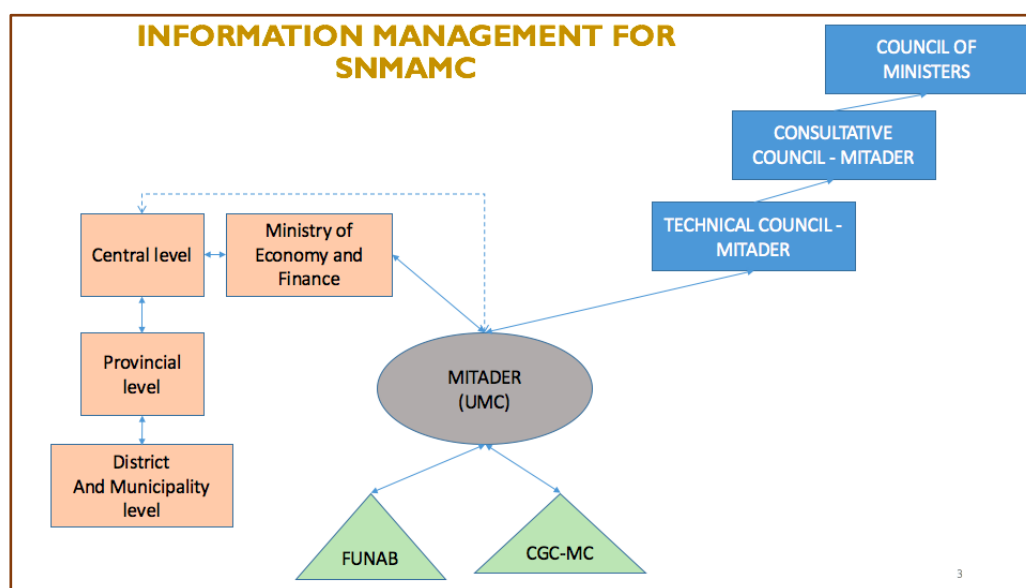 INFORMATION MANAGEMENT FOR
SNMAMC
COUNCIL OF
MINISTERS
CONSULTATIVE
COUNCIL - MITADER
TECHNICAL COUNCIL -
MITADER
Central level
Ministry of
Economy and
Finance
Provincial
level
District
And Municipality
level
MITADER
(UMC)
FUNAB
CGC-MC
3